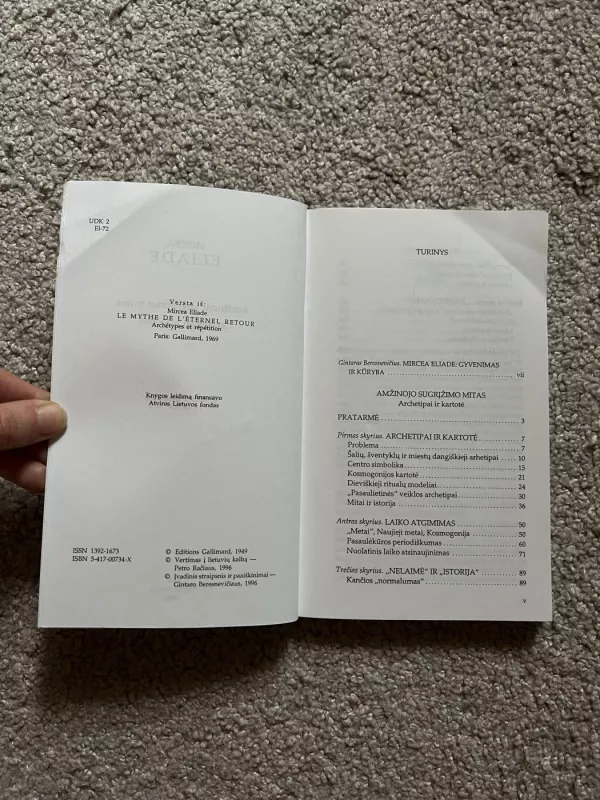 UDK 2
El-72
Versta iš:
Mircea Eliade
LE MYTHE DE L'ÉTERNEL RETOUR
Archétypes et répétition
Paris: Gallimard, 1969
Knygos leidimą finansavo
Atviros Lietuvos fondas
ISSN 1392-1673
ISBN 5-417-00734-X
© Editions Gallimard, 1949
© Vertimas į lietuvių kalbą —
Petro Račiaus, 1996
© Įvadinis straipsnis ir paaiškinimai —
Gintaro Beresnevičiaus, 1996
TURINYS
Gintaras Beresnevičius. MIRCEA ELIADE: GYVENIMAS
IR KŪRYBA vii
AMŽINOJO SUGRĮŽIMO MITAS
Archetipai ir kartotė
PRATARMĖ 3
Pirmas skyrius. ARCHETIPAI IR KARTOTĖ 7
Problema 7
Šalių, šventyklų ir miestų dangiškieji arhetipai 10
Centro simbolika 15
Kosmogonijos kartotė 21
Dieviškieji ritualų modeliai 24
„Pasaulietinės" veiklos archetipai 30
Mitai ir istorija 36
Antras skyrius. LAIKO ATGIMIMAS 50
„Metai", Naujieji metai, Kosmogonija 50
Pasaulėkūros periodiškumas 60
Nuolatinis laiko atsinaujinimas 71
Trečias skyrius. „NELAIMĖ" IR „ISTORIJA" 89
Kančios „normalumas" 89
v